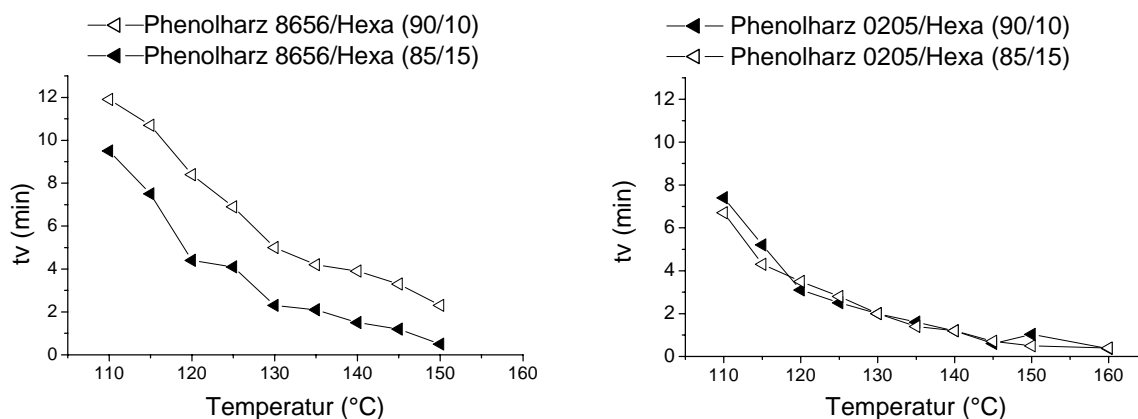 Phenolharz 8656/Hexa (90/10)
Phenolharz 8656/Hexa (85/15)
12
10
8
6
4
2
0
tv (min)
110 120 130 140 150 160
Temperatur (°C)
Phenolharz 0205/Hexa (90/10)
Phenolharz 0205/Hexa (85/15)
12
10
8
6
4
2
0
tv (min)
110 120 130 140 150 160
Temperatur (°C)